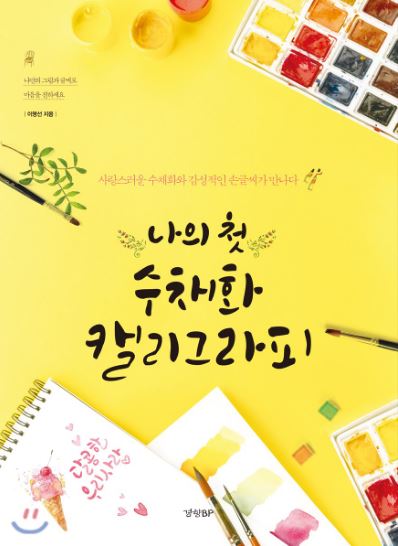 나만의 그림과 글씨로
마음을 전하세요
| 이형선 지음 |
사랑스러운 수채화와 감성적인 손글씨가 만나다
나의 첫
수채화
캘리그라피
달콤한
우리사랑
경향BP